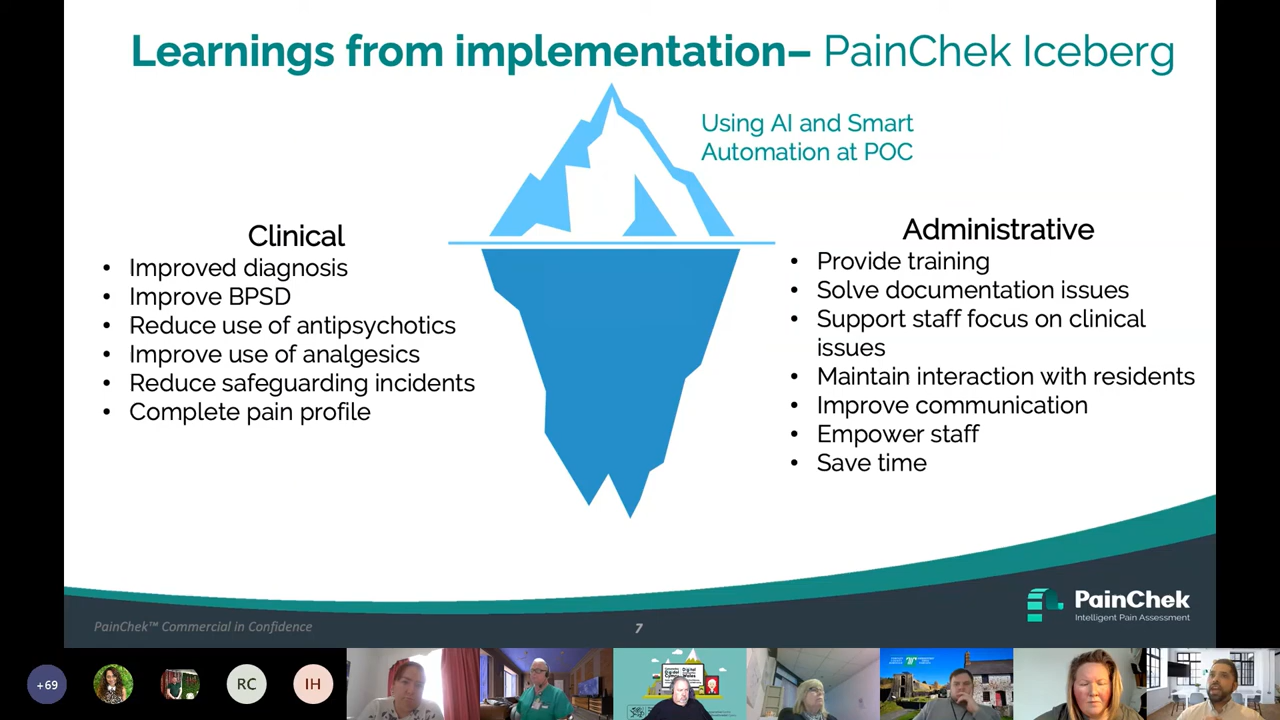 Learnings from implementation– PainChek Iceberg
Using AI and Smart
Automation at POC
Clinical
• Improved diagnosis
• Improve BPSD
• Reduce use of antipsychotics
• Improve use of analgesics
• Reduce safeguarding incidents
• Complete pain profile
Administrative
• Provide training
• Solve documentation issues
• Support staff focus on clinical
issues
• Maintain interaction with residents
• Improve communication
• Empower staff
• Save time
PainChek™ Commercial in Confidence
7
PainChek
Intelligent Pain Assessment
+69
RC
IH